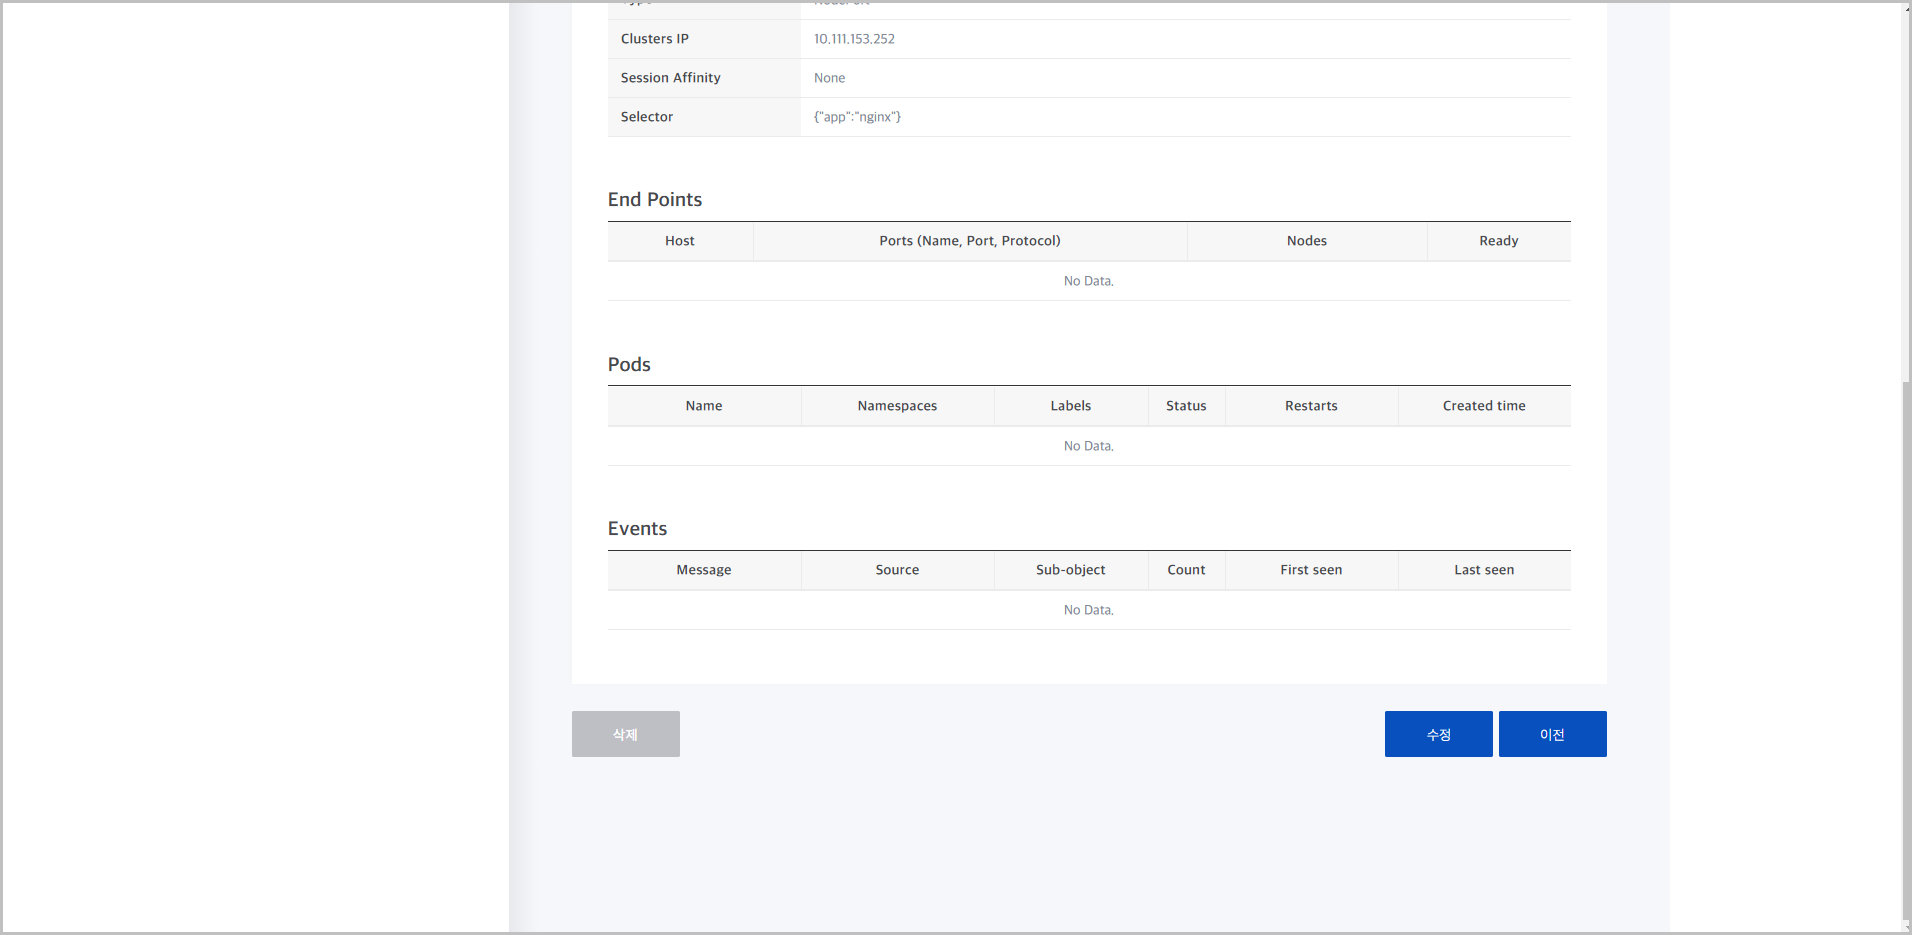 Clusters IP 10.111.153.252
Session Affinity None
Selector {"app":"nginx"}
End Points
Host Ports (Name, Port, Protocol) Nodes Ready
No Data.
Pods
Name Namespaces Labels Status Restarts Created time
No Data.
Events
Message Source Sub-object Count First seen Last seen
No Data.
삭제 수정 이전